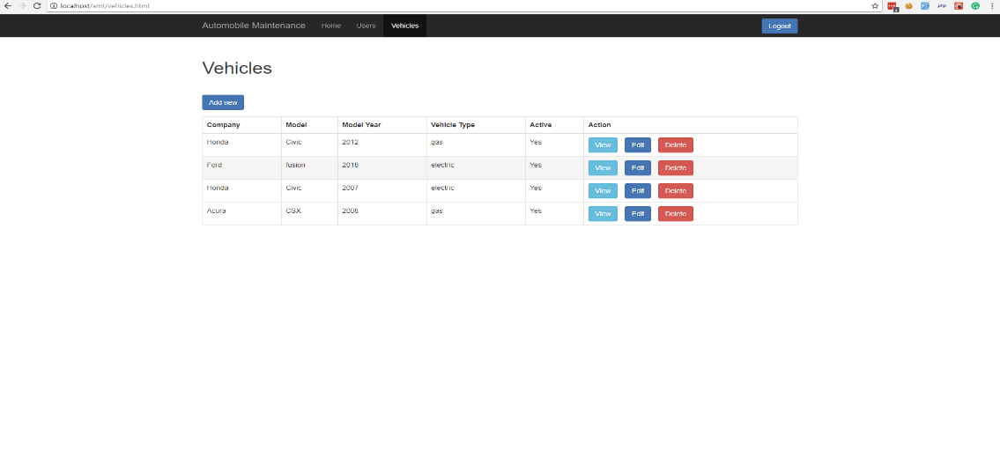 localhost/amt/vehicles.html
Automobile Maintenance Home Users Vehicles Logout
Vehicles
Add new
Company Model Model Year Vehicle Type Active Action
Honda Civic 2012 gas Yes View Edit Delete
Ford fusion 2018 electric Yes View Edit Delete
Honda Civic 2007 electric Yes View Edit Delete
Acura CSX 2008 gas Yes View Edit Delete